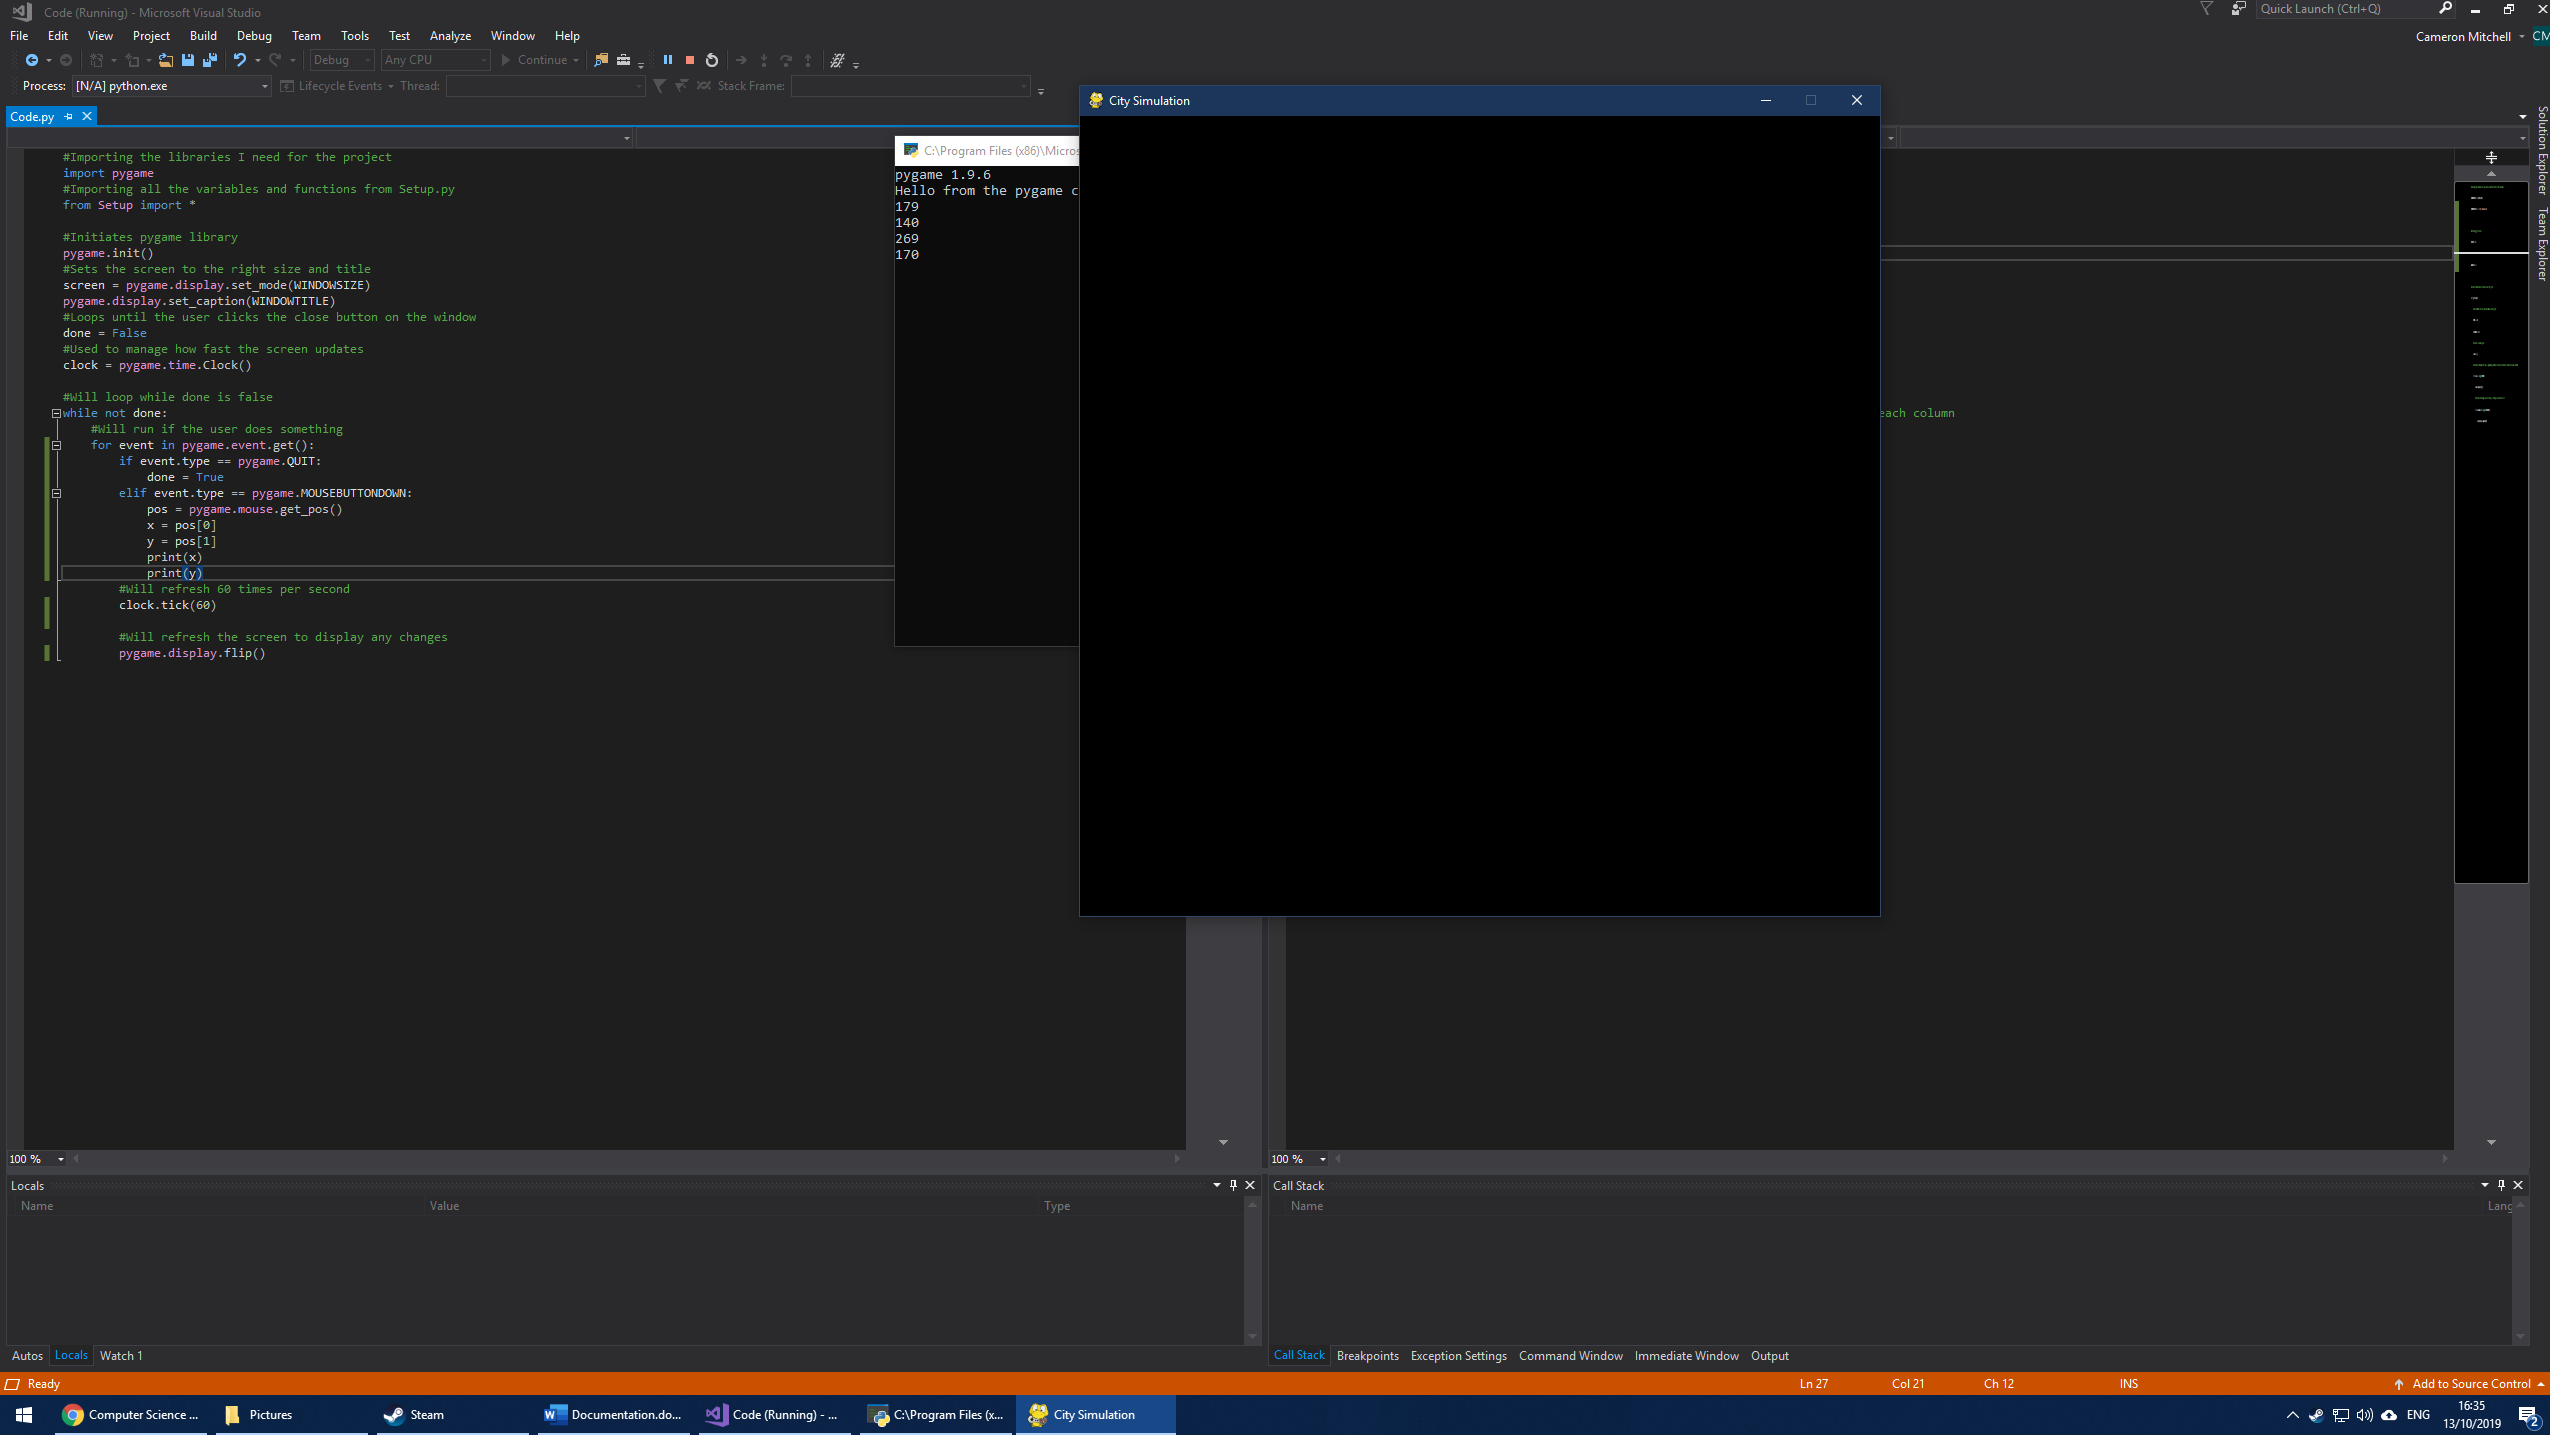 Code (Running) - Microsoft Visual Studio
Quick Launch (Ctrl+Q)
File Edit View Project Build Debug Team Tools Test Analyze Window Help
Cameron Mitchell CM
Debug Any CPU Continue
Process: [N/A] python.exe Lifecycle Events Thread: Stack Frame:
Code.py
#Importing the libraries I need for the project
import pygame
#Importing all the variables and functions from Setup.py
from Setup import *
#Initiates pygame library
pygame.init()
#Sets the screen to the right size and title
screen = pygame.display.set_mode(WINDOWSIZE)
pygame.display.set_caption(WINDOWTITLE)
#Loops until the user clicks the close button on the window
done = False
#Used to manage how fast the screen updates
clock = pygame.time.Clock()
#Will loop while done is false
while not done:
#Will run if the user does something
for event in pygame.event.get():
if event.type == pygame.QUIT:
done = True
elif event.type == pygame.MOUSEBUTTONDOWN:
pos = pygame.mouse.get_pos()
x = pos[0]
y = pos[1]
print(x)
print(y)
#Will refresh 60 times per second
clock.tick(60)
#Will refresh the screen to display any changes
pygame.display.flip()
C:\Program Files (x86)\Micros
pygame 1.9.6
Hello from the pygame c
179
140
269
170
City Simulation
each column
Solution Explorer
Team Explorer
100 %
100 %
Locals
Name Value Type
Autos Locals Watch 1
Call Stack
Name Lang
Call Stack Breakpoints Exception Settings Command Window Immediate Window Output
Ready Ln 27 Col 21 Ch 12 INS Add to Source Control
Computer Science ... Pictures Steam Documentation.do... Code (Running) - ... C:\Program Files (x... City Simulation
ENG
16:35
13/10/2019
2